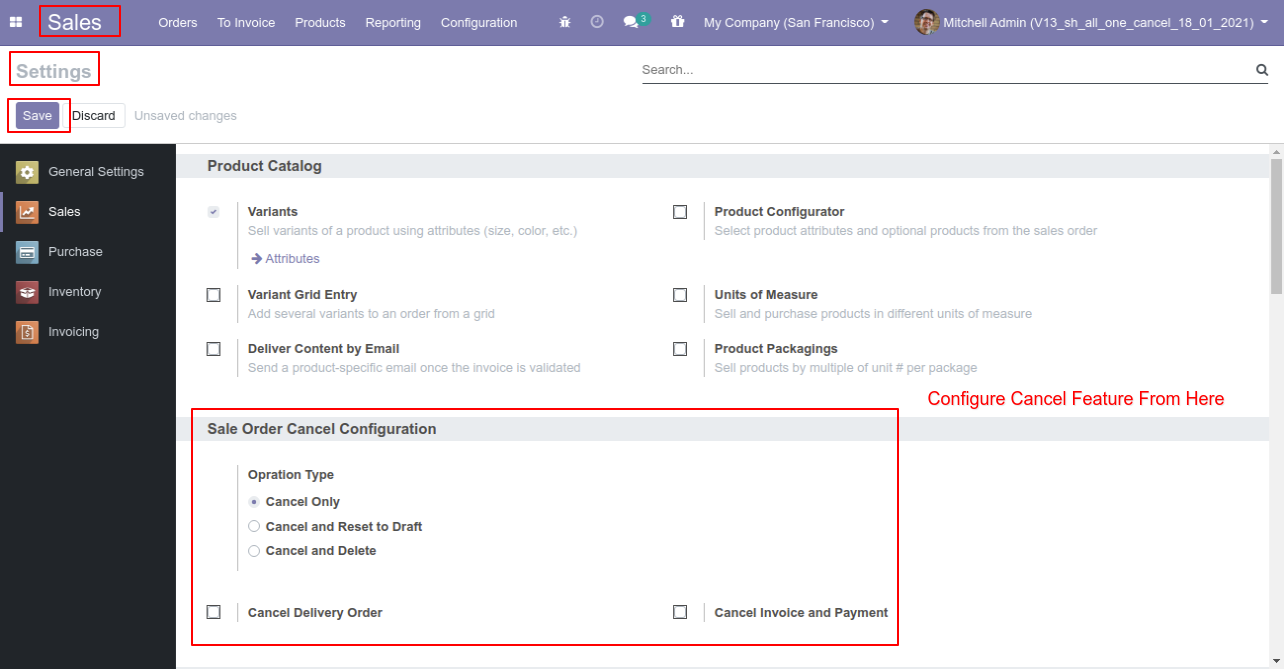 Sales Orders To Invoice Products Reporting Configuration 3 My Company (San Francisco) Mitchell Admin (V13_sh_all_one_cancel_18_01_2021)
Settings
Search...
Save Discard Unsaved changes
General Settings
Sales
Purchase
Inventory
Invoicing
Product Catalog
Variants
Sell variants of a product using attributes (size, color, etc.)
Attributes
Product Configurator
Select product attributes and optional products from the sales order
Variant Grid Entry
Add several variants to an order from a grid
Units of Measure
Sell and purchase products in different units of measure
Deliver Content by Email
Send a product-specific email once the invoice is validated
Product Packagings
Sell products by multiple of unit # per package
Configure Cancel Feature From Here
Sale Order Cancel Configuration
Opration Type
Cancel Only
Cancel and Reset to Draft
Cancel and Delete
Cancel Delivery Order
Cancel Invoice and Payment